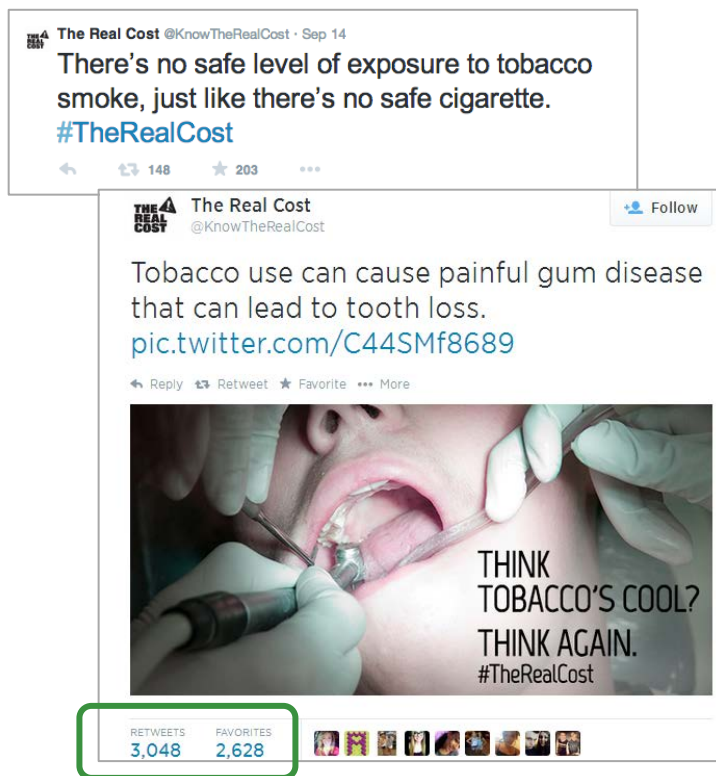 The Real Cost @KnowTheRealCost · Sep 14
There's no safe level of exposure to tobacco
smoke, just like there's no safe cigarette.
#TheRealCost
148 203
THE REAL COST
The Real Cost
@KnowTheRealCost
Follow
Tobacco use can cause painful gum disease
that can lead to tooth loss.
pic.twitter.com/C44SMf8689
Reply Retweet Favorite More
THINK
TOBACCO'S COOL?
THINK AGAIN.
#TheRealCost
RETWEETS FAVORITES
3,048 2,628